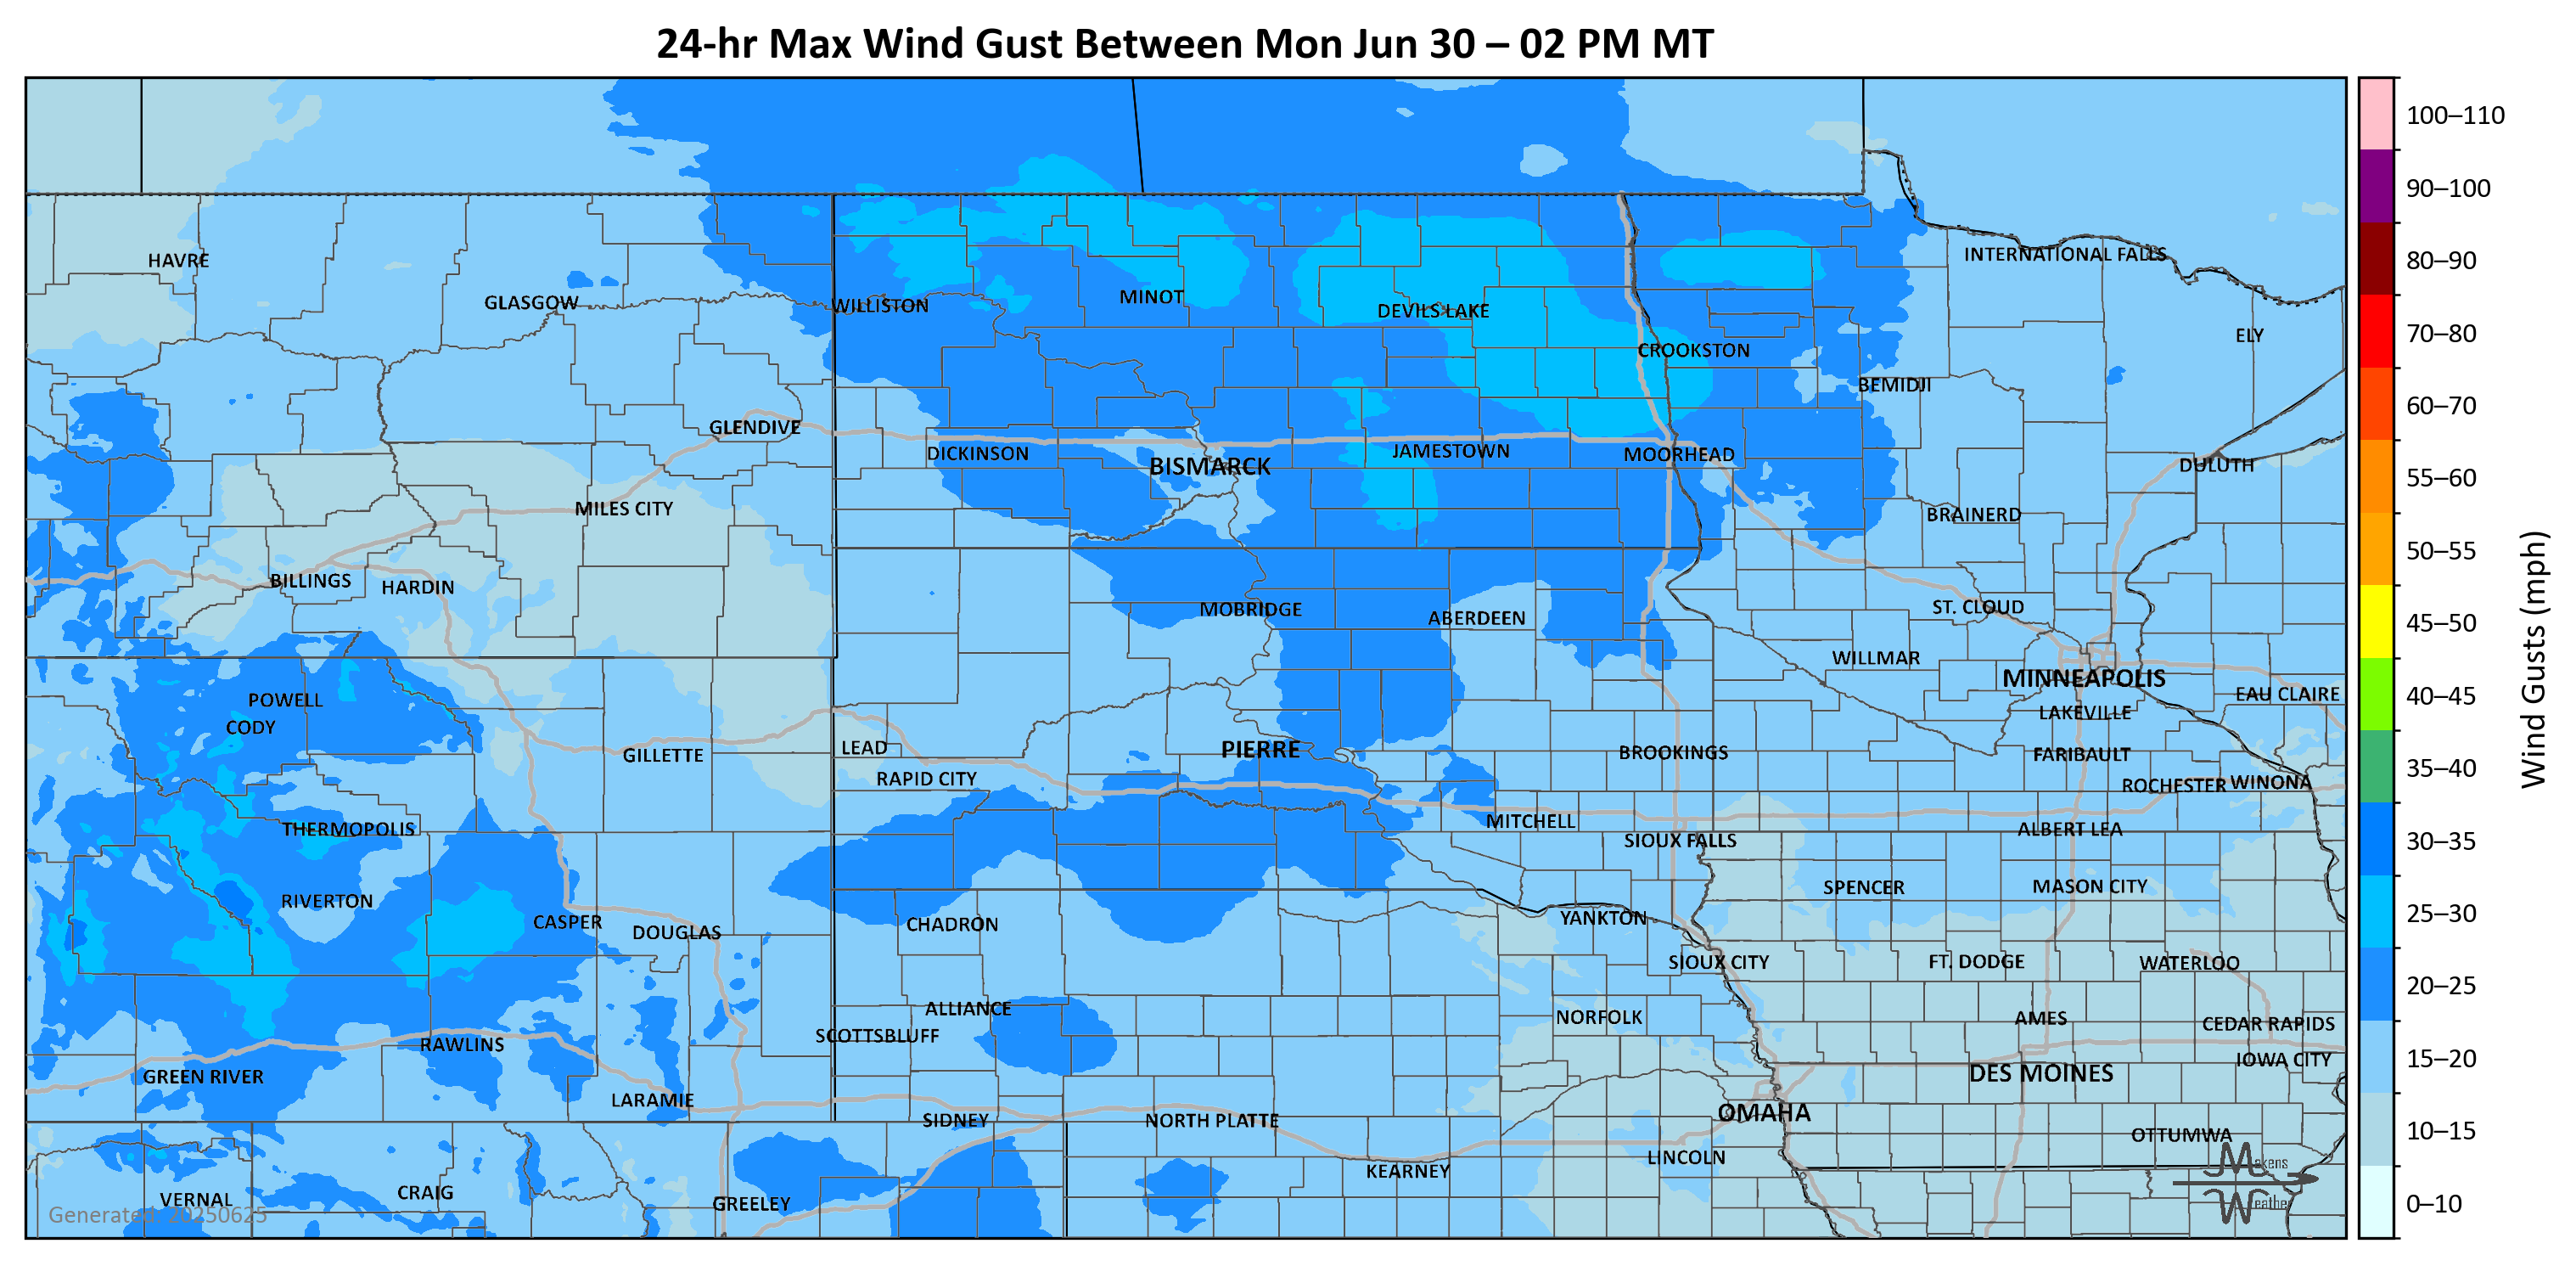 24-hr Max Wind Gust Between Mon Jun 30 – 02 PM MT
100–110
90–100
80–90
70–80
60–70
55–60
50–55
45–50
40–45
35–40
30–35
25–30
20–25
15–20
10–15
0–10
Wind Gusts (mph)
HAVRE
INTERNATIONAL FALLS
GLASGOW
WILLISTON
MINOT
DEVILS LAKE
ELY
CROOKSTON
BEMIDJI
GLENDIVE
DICKINSON
BISMARCK
JAMESTOWN
MOORHEAD
DULUTH
MILES CITY
BRAINERD
BILLINGS
HARDIN
MOBRIDGE
ABERDEEN
ST. CLOUD
WILLMAR
MINNEAPOLIS
POWELL
EAU CLAIRE
CODY
LAKEVILLE
GILLETTE
LEAD
PIERRE
BROOKINGS
FARIBAULT
RAPID CITY
ROCHESTER
WINONA
THERMOPOLIS
MITCHELL
ALBERT LEA
SIOUX FALLS
RIVERTON
SPENCER
MASON CITY
CASPER
DOUGLAS
CHADRON
YANKTON
SIOUX CITY
FT. DODGE
WATERLOO
ALLIANCE
NORFOLK
AMES
CEDAR RAPIDS
SCOTTSBLUFF
RAWLINS
IOWA CITY
GREEN RIVER
DES MOINES
LARAMIE
SIDNEY
NORTH PLATTE
OMAHA
OTTUMWA
LINCOLN
KEARNEY
VERNAL
CRAIG
GREELEY
Generated: 20250625
Makens
Weather